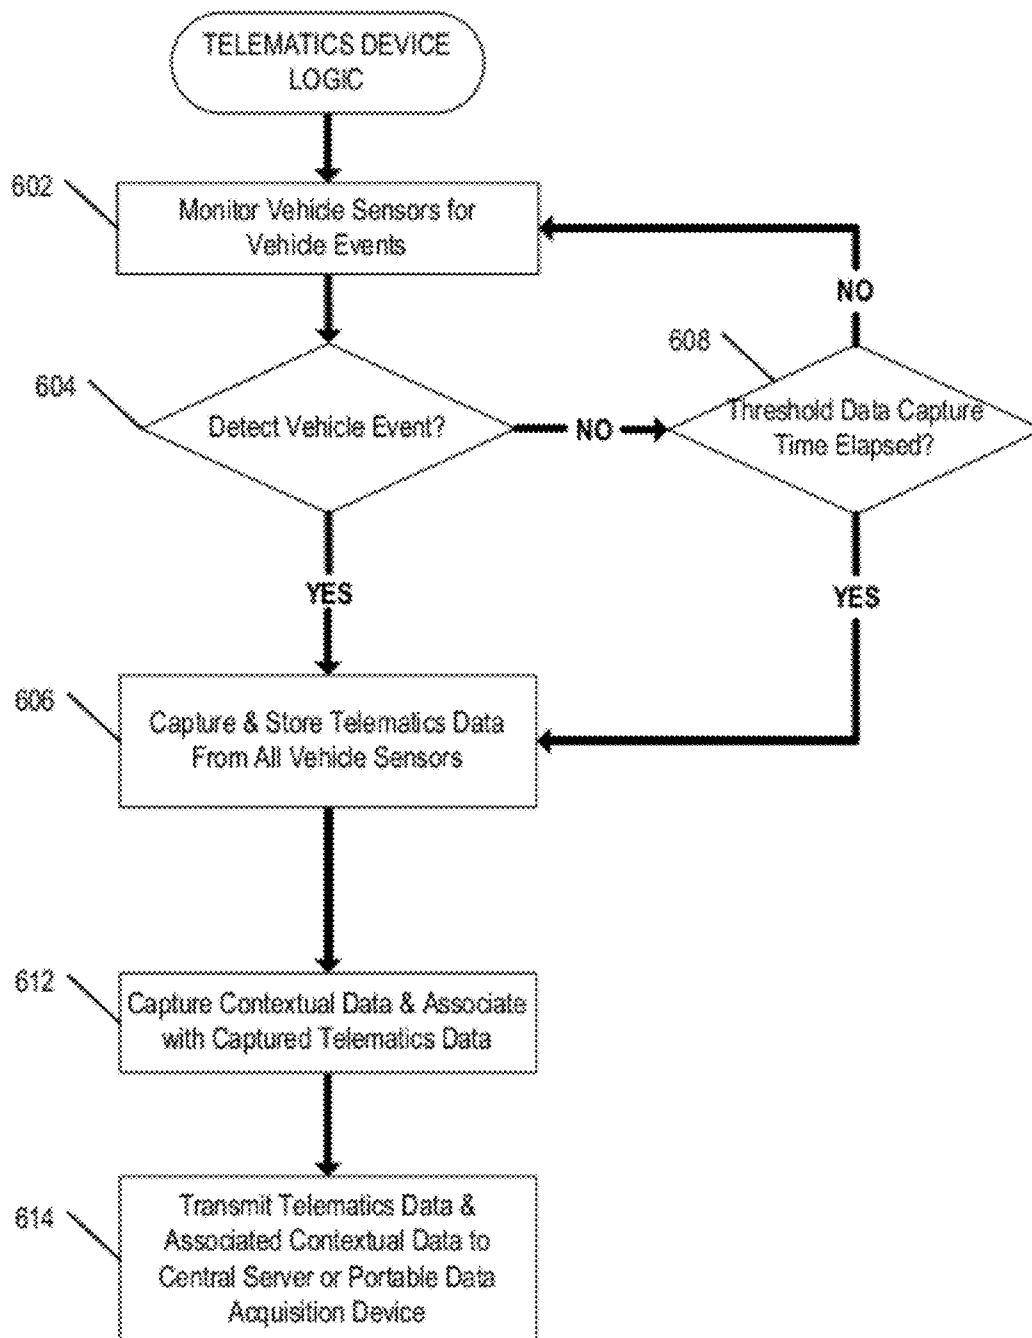 TELEMATICS DEVICE
LOGIC
602
Monitor Vehicle Sensors for
Vehicle Events
NO
608
604
Detect Vehicle Event?
NO
Threshold Data Capture
Time Elapsed?
YES
YES
606
Capture & Store Telematics Data
From All Vehicle Sensors
612
Capture Contextual Data & Associate
with Captured Telematics Data
614
Transmit Telematics Data &
Associated Contextual Data to
Central Server or Portable Data
Acquisition Device